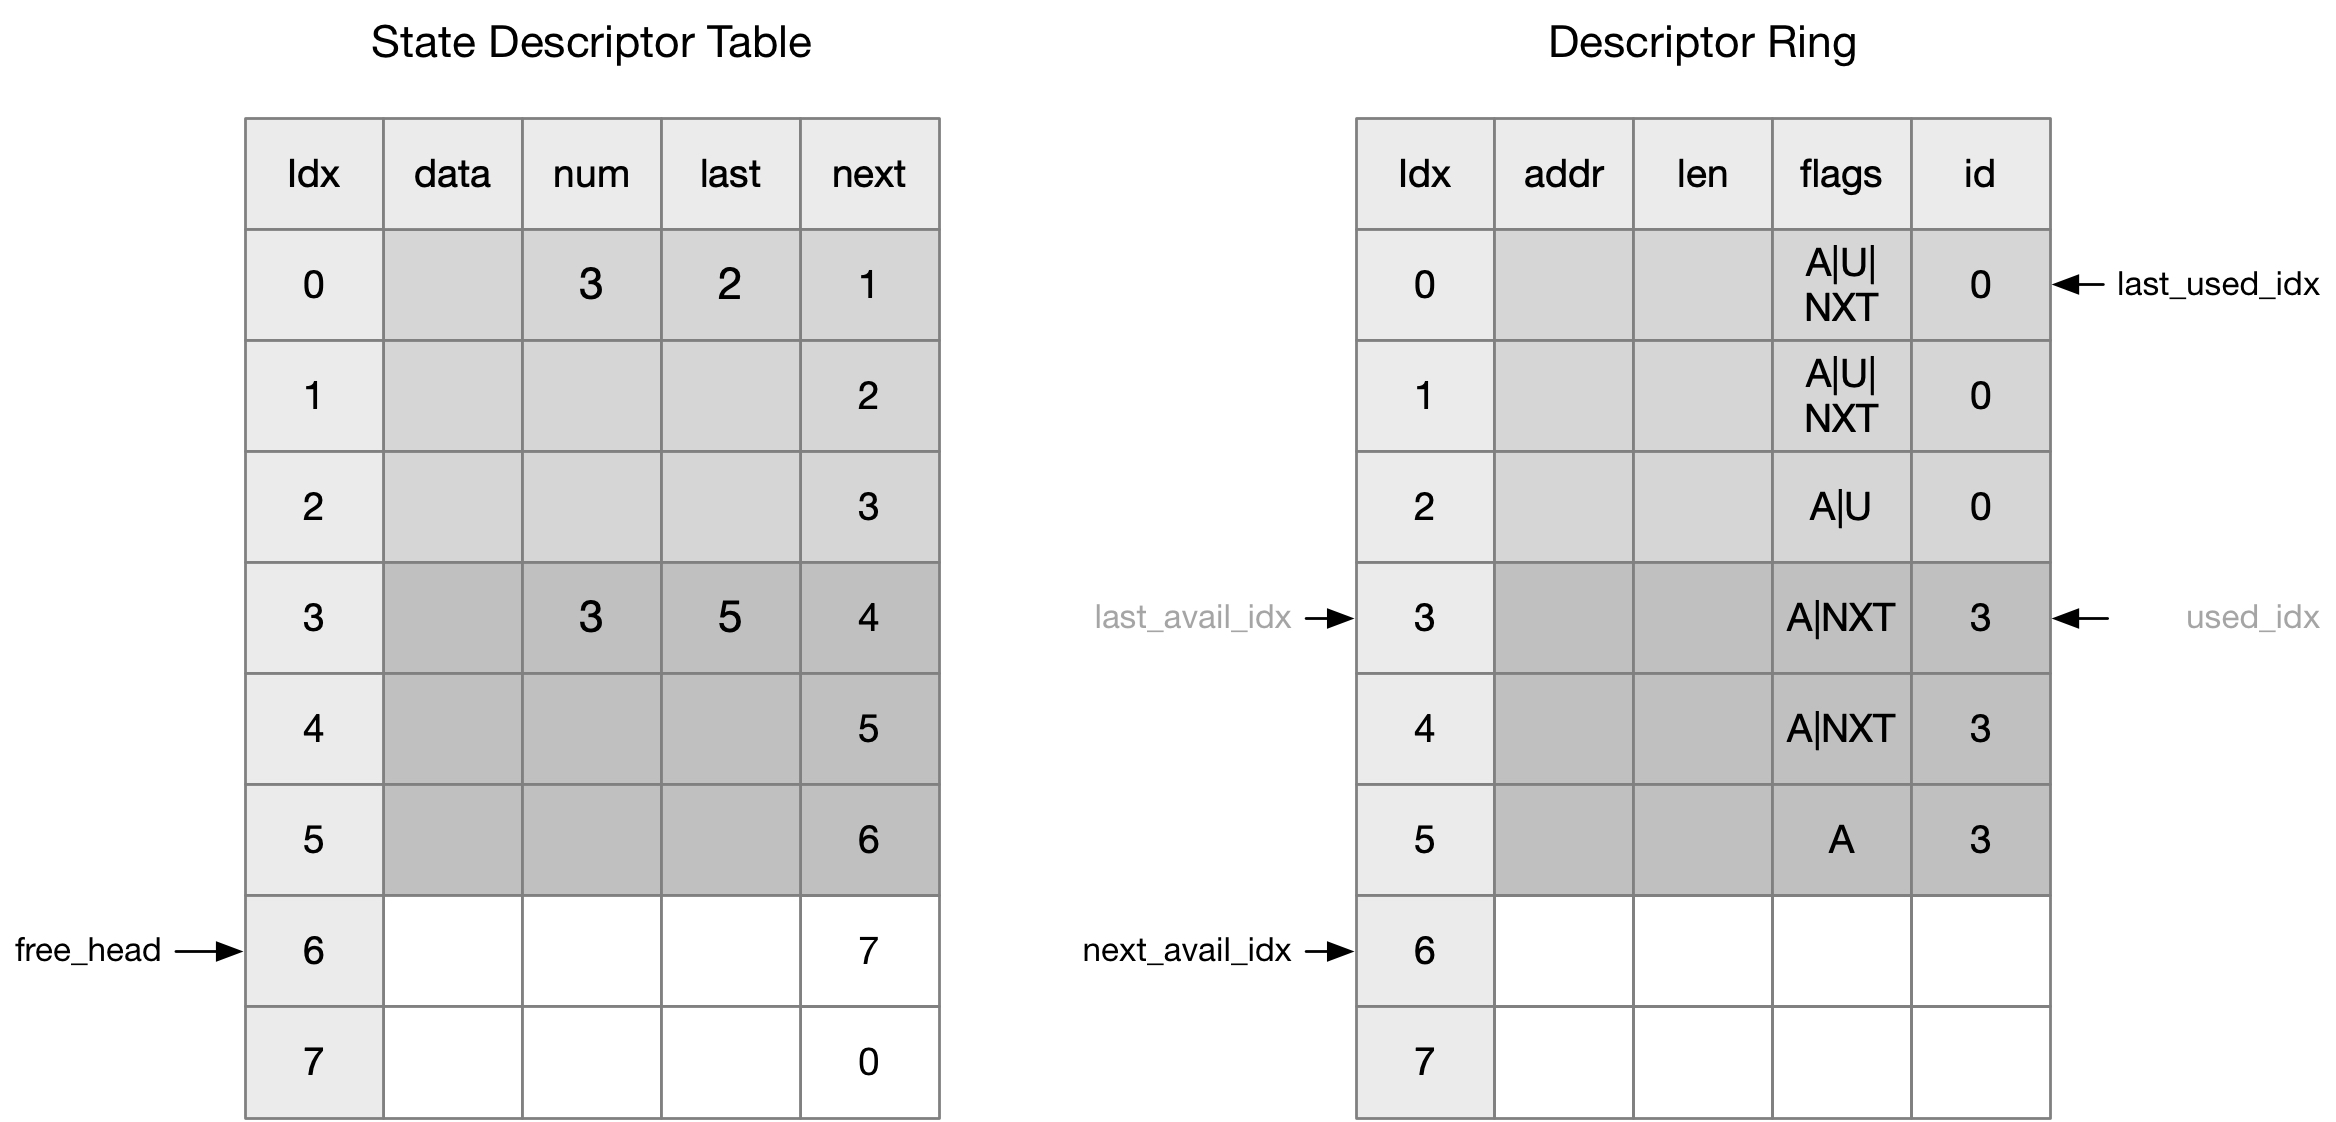 State Descriptor Table
Idx data num last next
0 3 2 1
1 2
2 3
3 3 5 4
4 5
5 6
free_head 6 7
7 0
Descriptor Ring
Idx addr len flags id
0 A|U| NXT 0 last_used_idx
1 A|U| NXT 0
2 A|U 0
last_avail_idx 3 A|NXT 3 used_idx
4 A|NXT 3
5 A 3
next_avail_idx 6
7